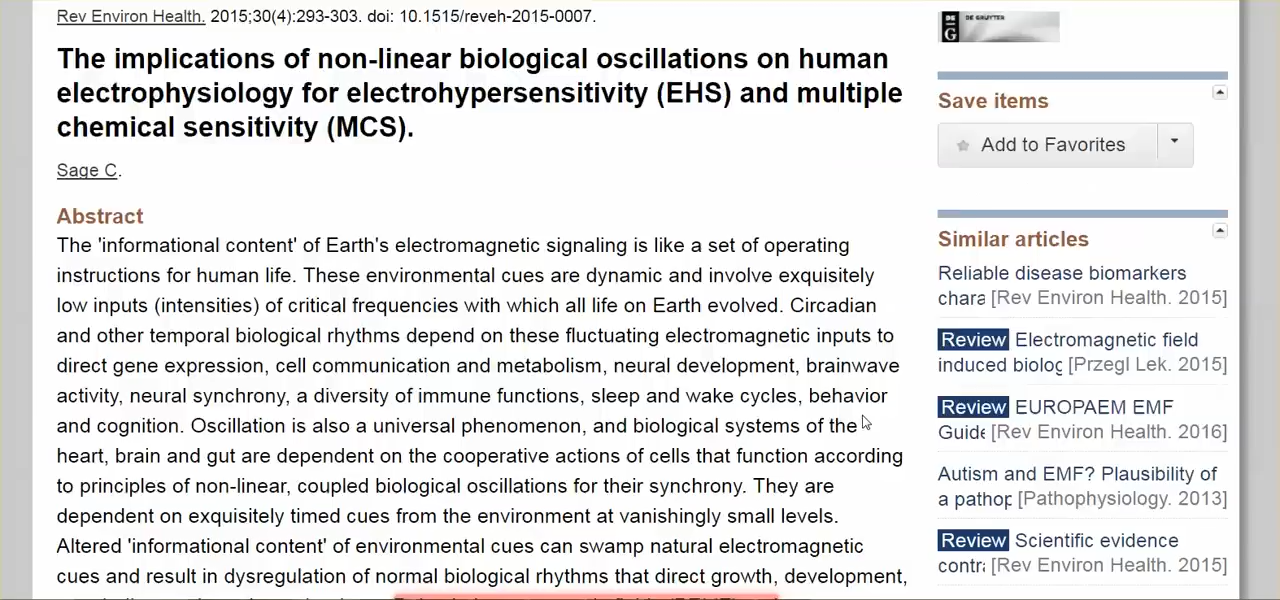 Rev Environ Health. 2015;30(4):293-303. doi: 10.1515/reveh-2015-0007.
The implications of non-linear biological oscillations on human
electrophysiology for electrohypersensitivity (EHS) and multiple
chemical sensitivity (MCS).
Sage C.
Abstract
The 'informational content' of Earth's electromagnetic signaling is like a set of operating
instructions for human life. These environmental cues are dynamic and involve exquisitely
low inputs (intensities) of critical frequencies with which all life on Earth evolved. Circadian
and other temporal biological rhythms depend on these fluctuating electromagnetic inputs to
direct gene expression, cell communication and metabolism, neural development, brainwave
activity, neural synchrony, a diversity of immune functions, sleep and wake cycles, behavior
and cognition. Oscillation is also a universal phenomenon, and biological systems of the
heart, brain and gut are dependent on the cooperative actions of cells that function according
to principles of non-linear, coupled biological oscillations for their synchrony. They are
dependent on exquisitely timed cues from the environment at vanishingly small levels.
Altered 'informational content' of environmental cues can swamp natural electromagnetic
cues and result in dysregulation of normal biological rhythms that direct growth, development,
DE
G
DE GRUYTER
Save items
Add to Favorites
Similar articles
Reliable disease biomarkers
chara [Rev Environ Health. 2015]
Review Electromagnetic field
induced biolog [Przegl Lek. 2015]
Review EUROPAEM EMF
Guide [Rev Environ Health. 2016]
Autism and EMF? Plausibility of
a pathop [Pathophysiology. 2013]
Review Scientific evidence
contra [Rev Environ Health. 2015]